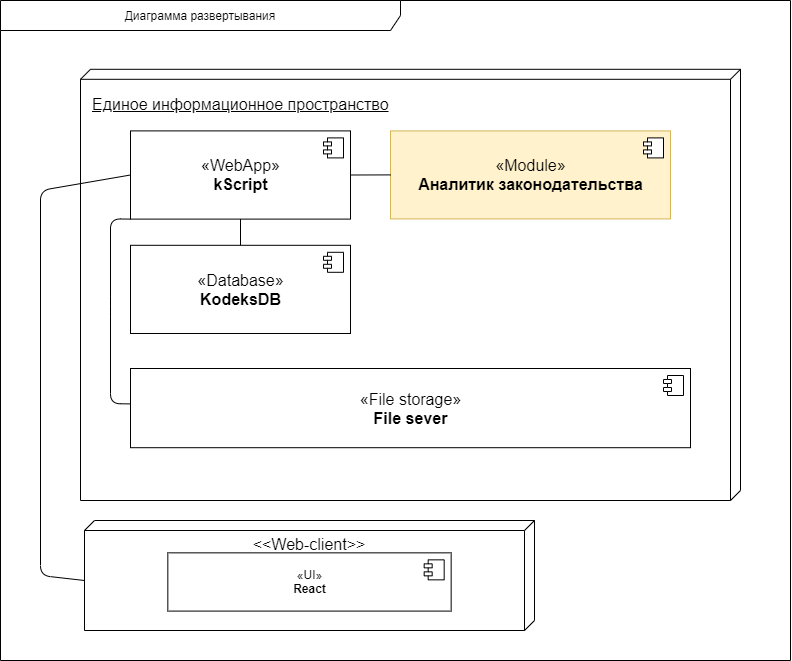 Диаграмма развертывания
Единое информационное пространство
«WebApp»
kScript
«Module»
Аналитик законодательства
«Database»
KodeksDB
«File storage»
File sever
<<Web-client>>
«UI»
React